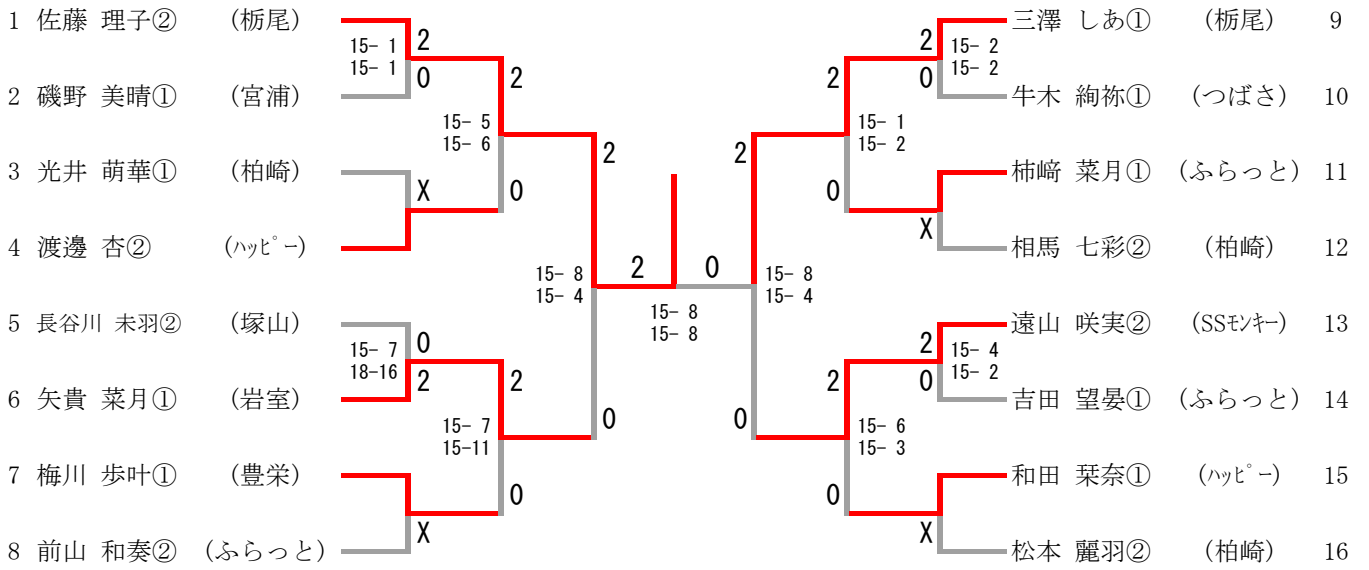 1 佐藤 理子② (栃尾)
15- 1 2
15- 1 0
2 磯野 美晴① (宮浦)
2
15- 5
15- 6
0
3 光井 萌華① (柏崎)
X
4 渡邊 杏② (ハッピー)
2
15- 8
15- 4
0
5 長谷川 未羽② (塚山)
15- 7 0
18-16 2
6 矢貴 菜月① (岩室)
2
15- 7
15-11
0
7 梅川 歩叶① (豊栄)
X
8 前山 和奏② (ふらっと)
2 0
15- 8
15- 8
三澤 しあ① (栃尾) 9
2 15- 2
0 15- 2
牛木 絢祢① (つばさ) 10
2
15- 1
15- 2
0
柿﨑 菜月① (ふらっと) 11
X
相馬 七彩② (柏崎) 12
2
15- 8
15- 4
0
遠山 咲実② (SSモンキー) 13
2 15- 4
0 15- 2
吉田 望晏① (ふらっと) 14
2
15- 6
15- 3
0
和田 栞奈① (ハッピー) 15
X
松本 麗羽② (柏崎) 16